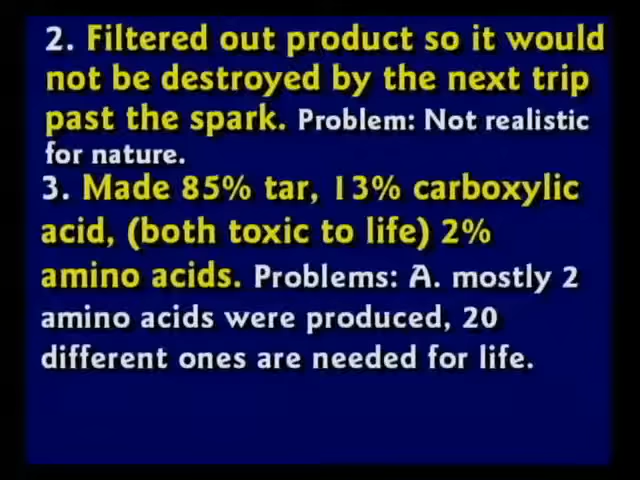 2. Filtered out product so it would
not be destroyed by the next trip
past the spark. Problem: Not realistic
for nature.
3. Made 85% tar, 13% carboxylic
acid, (both toxic to life) 2%
amino acids. Problems: A. mostly 2
amino acids were produced, 20
different ones are needed for life.